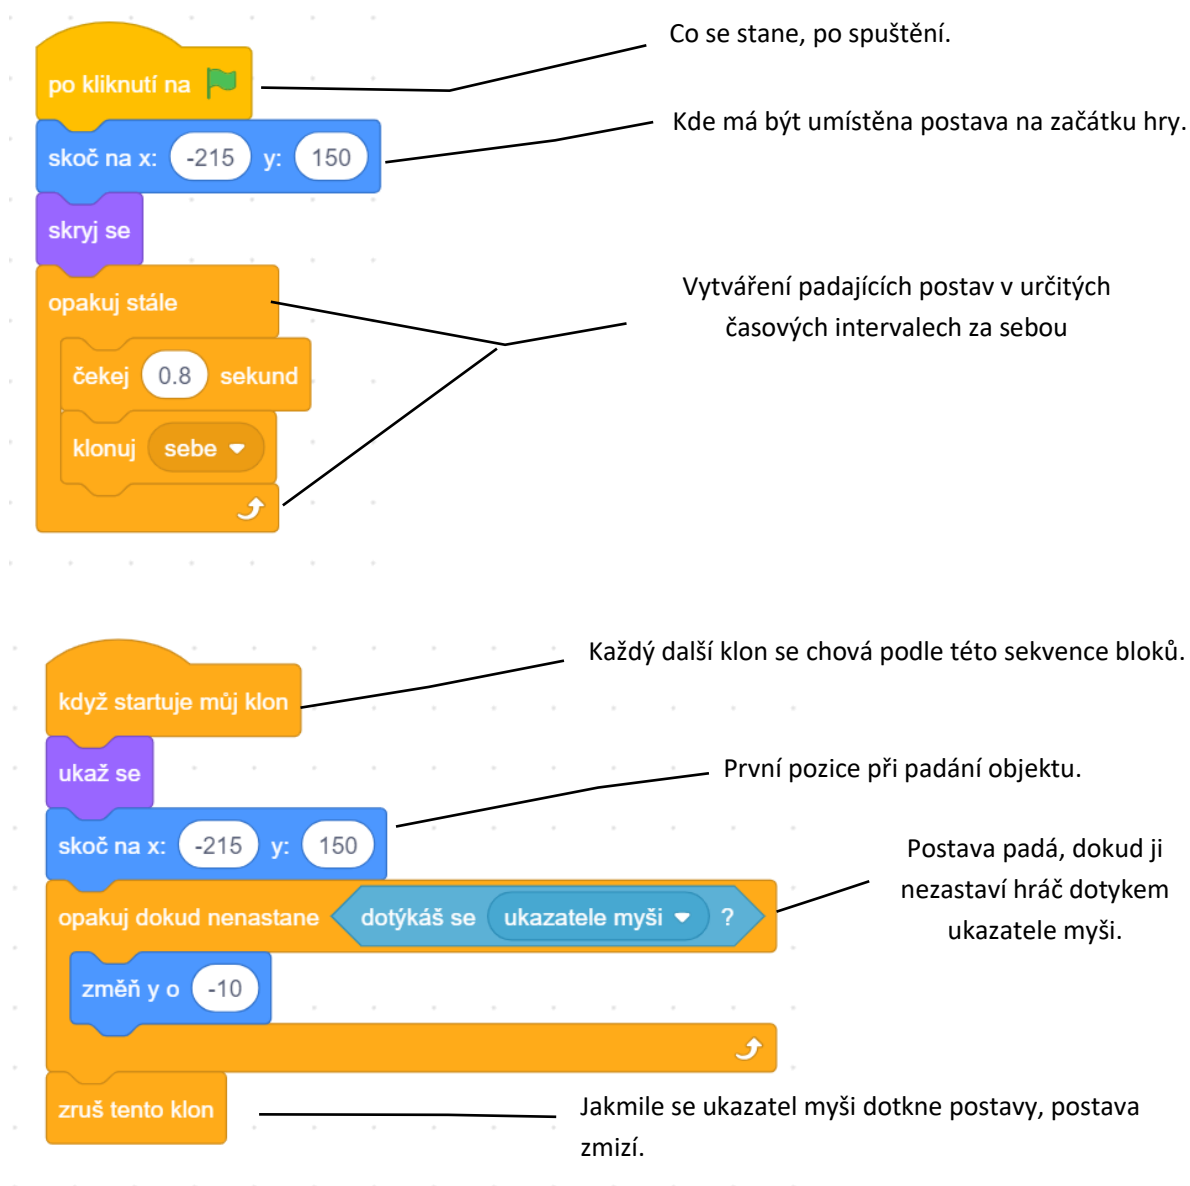 Co se stane, po spuštění.
po kliknutí na
Kde má být umístěna postava na začátku hry.
skoč na x: -215 y: 150
skryj se
Vytváření padajících postav v určitých
časových intervalech za sebou
opakuj stále
čekej 0.8 sekund
klonuj sebe
Každý další klon se chová podle této sekvence bloků.
když startuje můj klon
ukaž se
První pozice při padání objektu.
skoč na x: -215 y: 150
Postava padá, dokud ji
nezastaví hráč dotykem
ukazatele myši.
opakuj dokud nenastane dotýkáš se ukazatele myši ?
změň y o -10
zruš tento klon
Jakmile se ukazatel myši dotkne postavy, postava
zmizí.